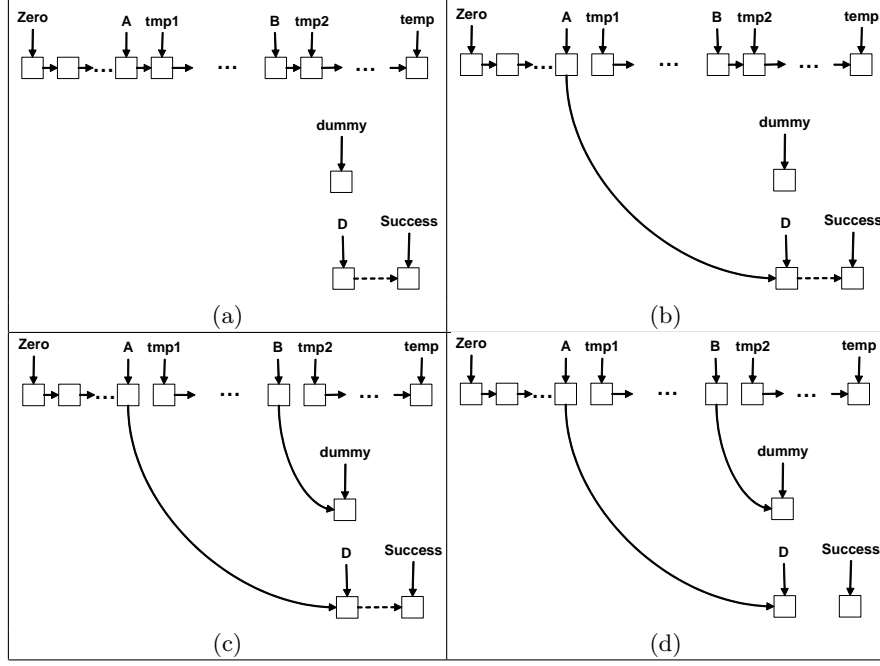 Zero A tmp1 B tmp2 temp
... ... ...
dummy
D Success
(a)
Zero A tmp1 B tmp2 temp
... ... ...
dummy
D Success
(b)
Zero A tmp1 B tmp2 temp
... ... ...
dummy
D Success
(c)
Zero A tmp1 B tmp2 temp
... ... ...
dummy
D Success
(d)